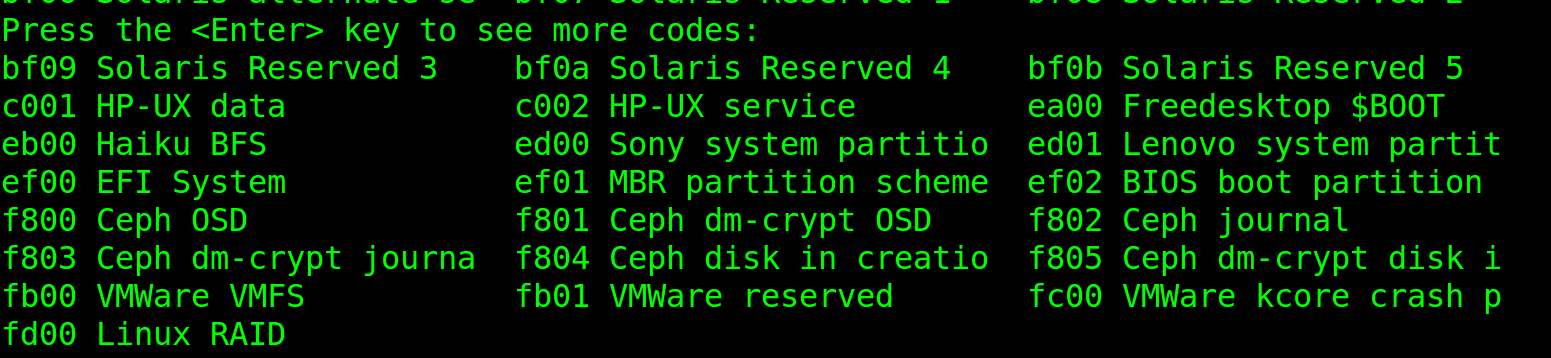 Press the <Enter> key to see more codes:
bf09 Solaris Reserved 3    bf0a Solaris Reserved 4    bf0b Solaris Reserved 5
c001 HP-UX data            c002 HP-UX service         ea00 Freedesktop $BOOT
eb00 Haiku BFS             ed00 Sony system partitio  ed01 Lenovo system partit
ef00 EFI System            ef01 MBR partition scheme  ef02 BIOS boot partition
f800 Ceph OSD              f801 Ceph dm-crypt OSD     f802 Ceph journal
f803 Ceph dm-crypt journa  f804 Ceph disk in creatio  f805 Ceph dm-crypt disk i
fb00 VMWare VMFS           fb01 VMWare reserved       fc00 VMWare kcore crash p
fd00 Linux RAID